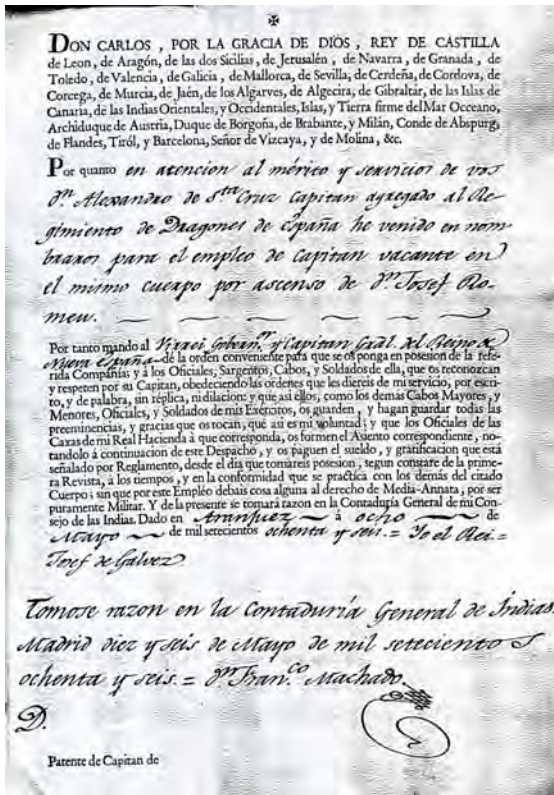 ✠
DON CARLOS , POR LA GRACIA DE DIOS , REY DE CASTILLA
de Leon, de Aragón, de las dos Sicilias, de Jerusalén , de Navarra , de Granada , de
Toledo , de Valencia , de Galicia , de Mallorca, de Sevilla, de Cerdeña, de Cordova, de
Corcega, de Murcia, de Jaén, de los Algarves, de Algecira, de Gibraltár, de las Islas de
Canaria, de las Indias Orientales, y Occidentales, Islas, y Tierra firme del Mar Occeano,
Archiduque de Austria, Duque de Borgoña, de Brabante, y Milán, Conde de Abspurg,
de Flandes, Tiról, y Barcelona, Señor de Vizcaya, y de Molina , &c.
Por quanto en atencion al mérito y servicios de vos
Dn. Alexandro de Sta Cruz Capitan agregado al Re-
gimiento de Dragones de España he venido en nom
braros para el empleo de Capitan vacante en
el mismo cuerpo por ascenso de Dn. Josef Ro-
meu.
Por tanto mando al Virrei Gobernr. y Capitan Gral. del Reino de
Nueva España dé la orden conveniente para que se os ponga en posesion de la refe-
rida Compañia; y á los Oficiales, Sargentos, Cabos, y Soldados de ella, que os reconozcan
y respeten por su Capitan, obedeciendo las ordenes que les diereis de mi servicio, por escri-
to, y de palabra, sin réplica, ni dilacion: y que asi ellos, como los demás Cabos Mayores, y
Menores, Oficiales, y Soldados de mis Exércitos, os guarden , y hagan guardar todas las
preeminencias, y gracias que os tocan, que asi es mi voluntad; y que los Oficiales de las
Caxas de mi Real Hacienda á que corresponda, os formen el Asiento correspondiente , no-
tandolo á continuacion de este Despacho , y os paguen el sueldo , y gratificacion que está
señalado por Reglamento, desde el dia que tomareis posesion , segun constare de la prime-
ra Revista, á los tiempos , y en la conformidad que se practíca con los demás del citado
Cuerpo; sin que por este Empléo debais cosa alguna al derecho de Media-Annata, por ser
puramente Militar. Y de la presente se tomará razon en la Contaduría General de mi Con-
sejo de las Indias. Dado en Aranjuez á ocho de
Mayo de mil setecientos ochenta y seis.= Yo el Rei =
Josef de Galvez
Tomose razon en la Contaduría General de Indias.
Madrid diez y seis de Mayo de mil setecientos
ochenta y seis. = Dn. Franco. Machado.
D.
Patente de Capitan de